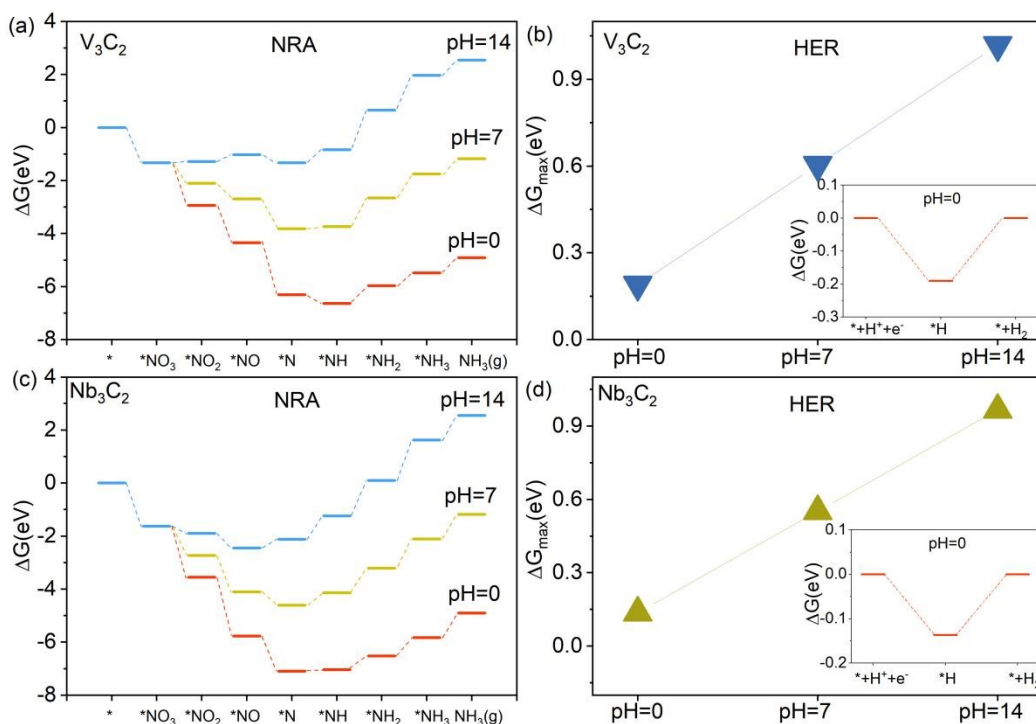 (a)
V₃C₂
NRA
pH=14
pH=7
pH=0
ΔG(eV)
4
2
0
-2
-4
-6
-8
* *NO₃ *NO₂ *NO *N *NH *NH₂ *NH₃ NH₃(g)
(b)
V₃C₂
HER
ΔGmax(eV)
0.9
0.6
0.3
0.0
pH=0 pH=7 pH=14
pH=0
ΔG(eV)
0.1
0.0
-0.1
-0.2
-0.3
*+H⁺+e⁻ *H *+H₂
(c)
Nb₃C₂
NRA
pH=14
pH=7
pH=0
ΔG(eV)
4
2
0
-2
-4
-6
-8
* *NO₃ *NO₂ *NO *N *NH *NH₂ *NH₃ NH₃(g)
(d)
Nb₃C₂
HER
ΔGmax(eV)
0.9
0.6
0.3
0.0
pH=0 pH=7 pH=14
pH=0
ΔG(eV)
0.1
0.0
-0.1
-0.2
*+H⁺+e⁻ *H *+H₂